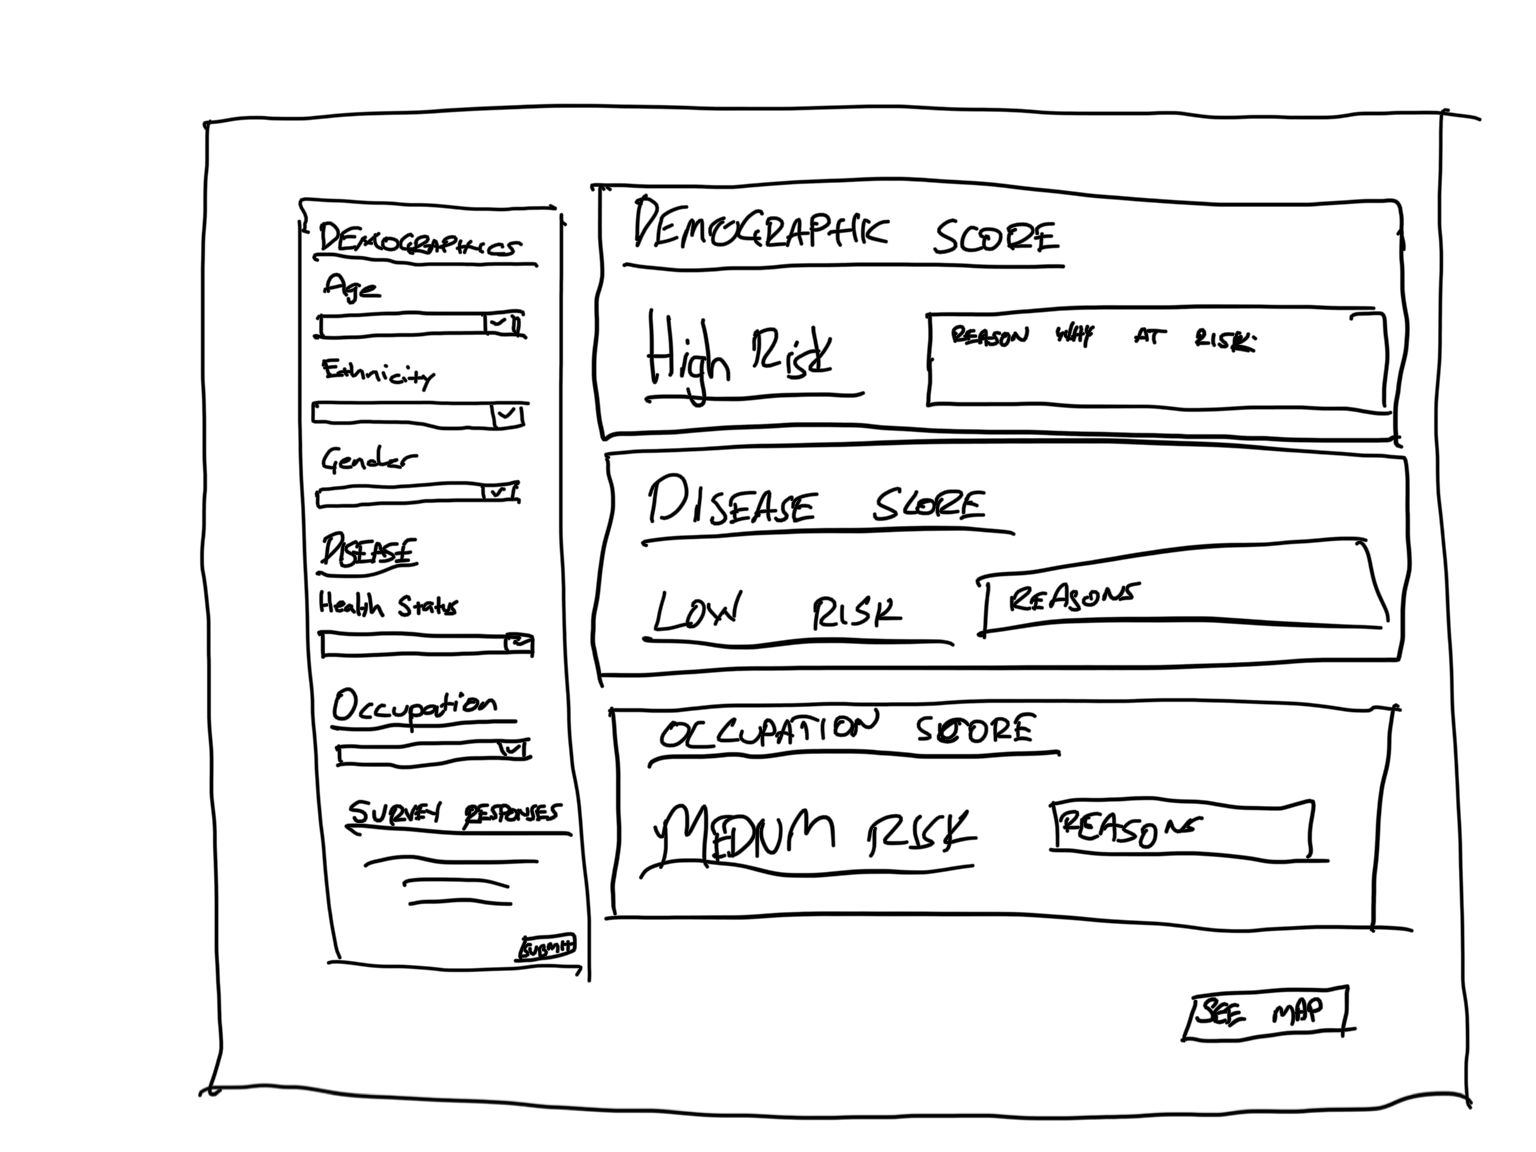 DEMOGRAPHICS
Age
Ethnicity
Gender
DISEASE
Health Status
Occupation
SURVEY RESPONSES
SUBMIT
DEMOGRAPHIC SCORE
High Risk
REASON WHY AT RISK:
DISEASE SCORE
LOW RISK
REASONS
OCCUPATION SCORE
MEDIUM RISK
REASONS
SEE MAP